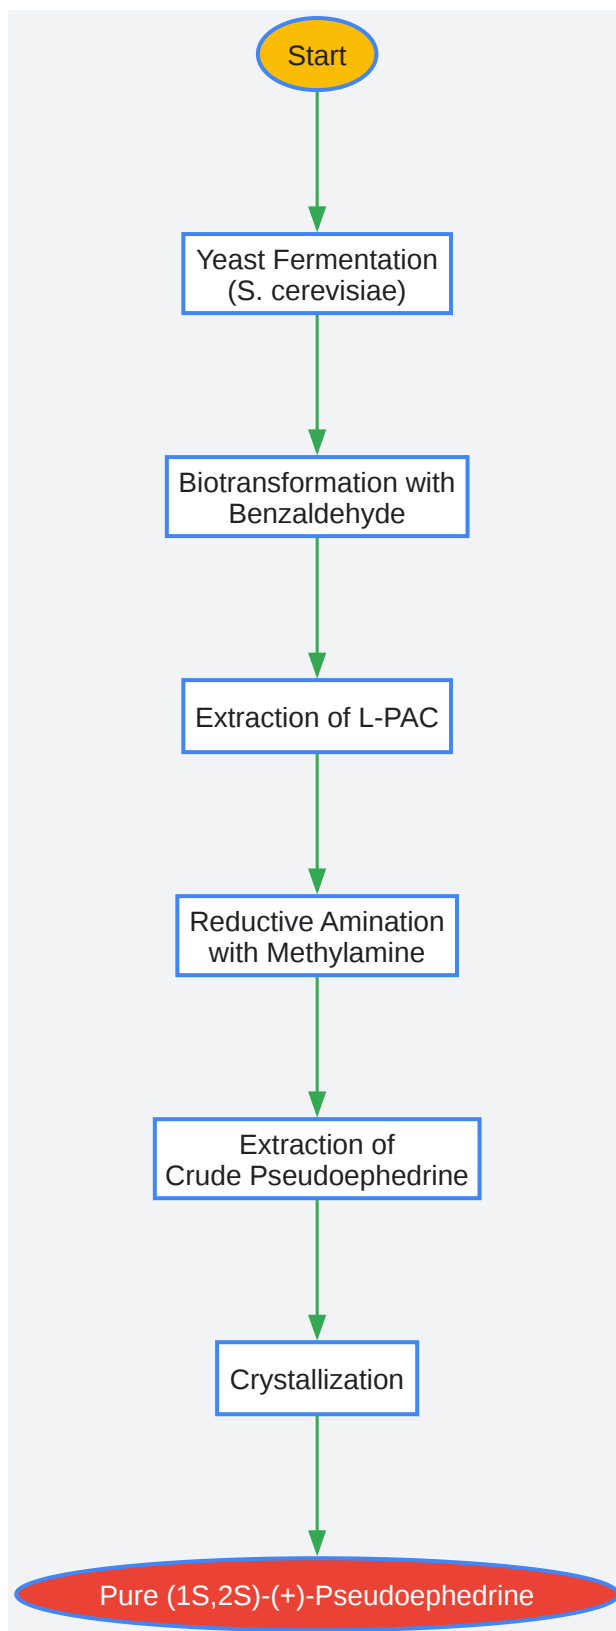 Start
Yeast Fermentation
(S. cerevisiae)
Biotransformation with
Benzaldehyde
Extraction of L-PAC
Reductive Amination
with Methylamine
Extraction of
Crude Pseudoephedrine
Crystallization
Pure (1S,2S)-(+)-Pseudoephedrine